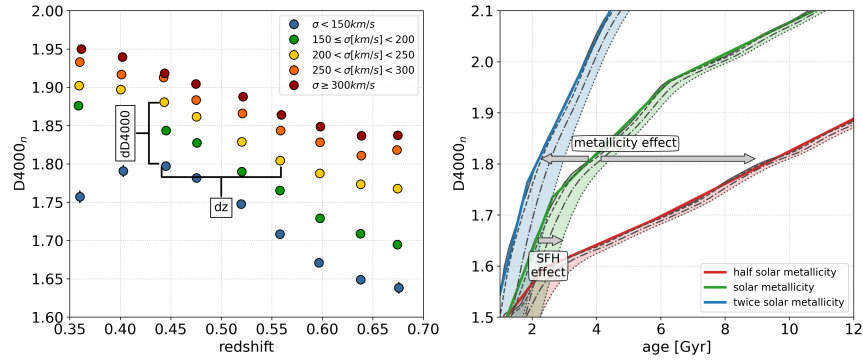 2.00
1.95
1.90
1.85
1.80
1.75
1.70
1.65
1.60
D4000n
0.35 0.40 0.45 0.50 0.55 0.60 0.65 0.70
redshift
σ < 150km/s
150 ≤ σ[km/s] < 200
200 < σ[km/s] < 250
250 < σ[km/s] < 300
σ ≥ 300km/s
dD4000
dz
2.1
2.0
1.9
1.8
1.7
1.6
1.5
D4000n
2 4 6 8 10 12
age [Gyr]
metallicity effect
SFH
effect
half solar metallicity
solar metallicity
twice solar metallicity